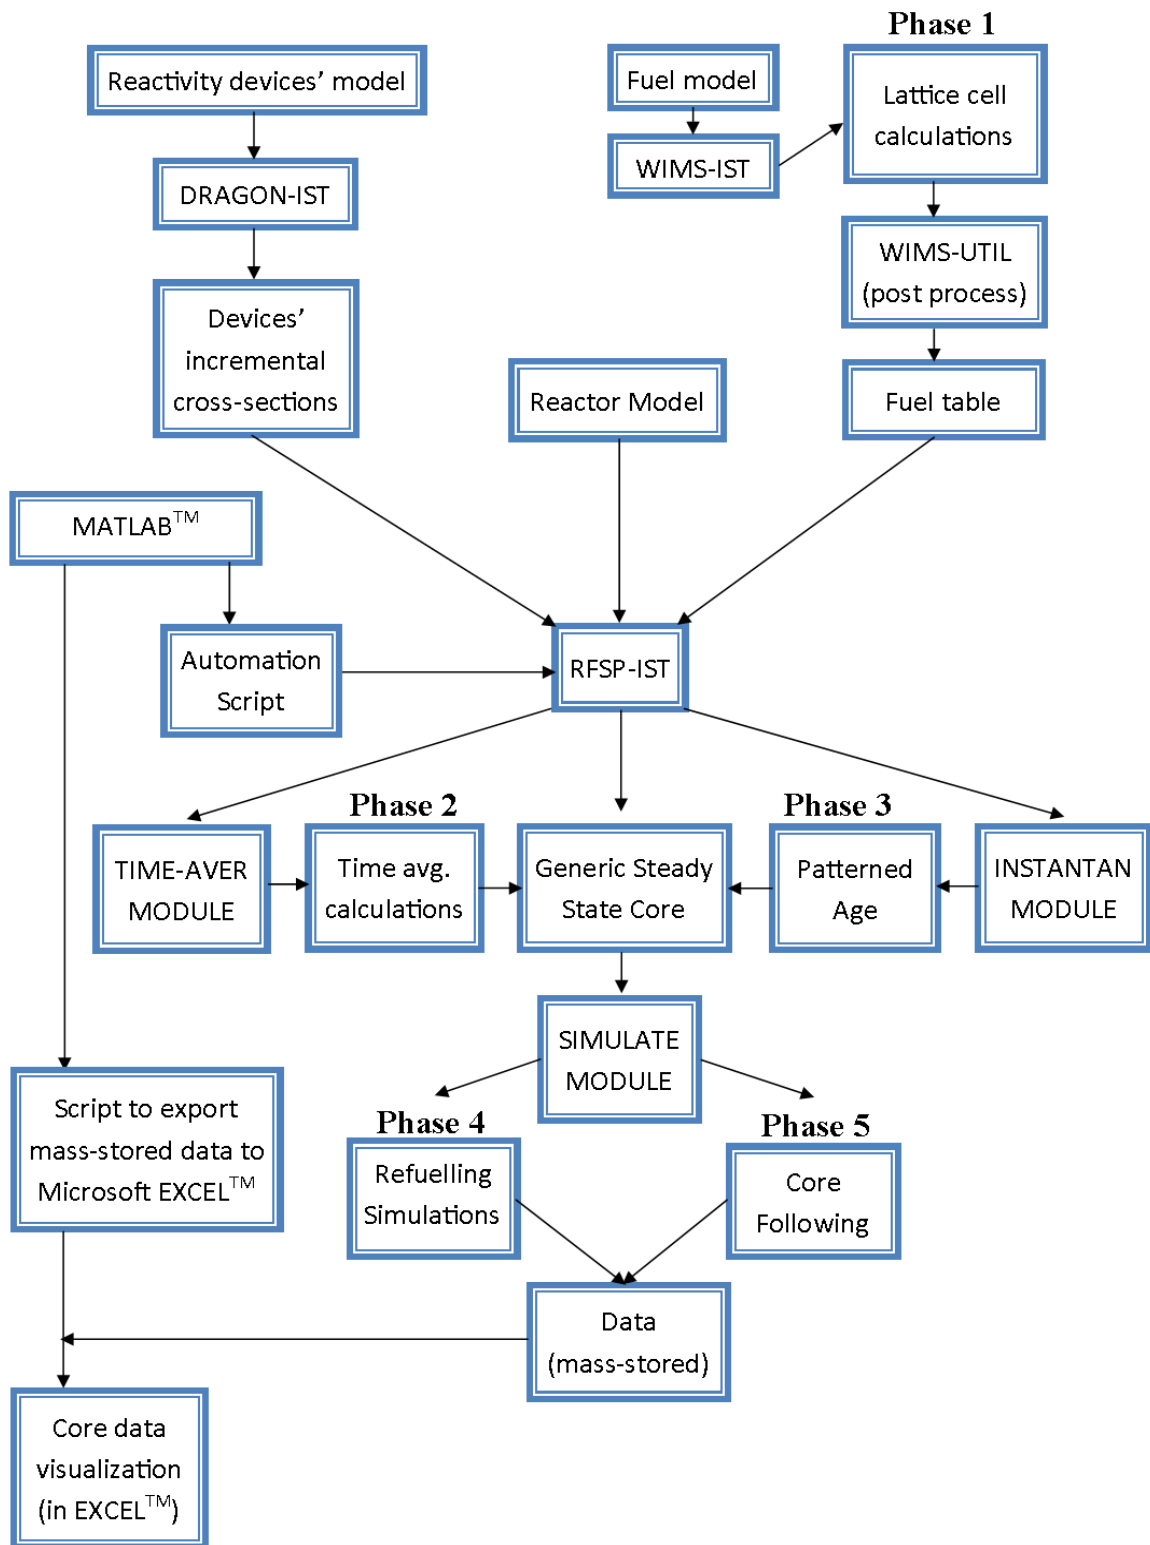 Phase 1
Reactivity devices’ model
Fuel model
Lattice cell
calculations
DRAGON-IST
WIMS-IST
WIMS-UTIL
(post process)
Devices’
incremental
cross-sections
Reactor Model
Fuel table
MATLAB™
Automation
Script
RFSP-IST
Phase 2
Phase 3
TIME-AVER
MODULE
Time avg.
calculations
Generic Steady
State Core
Patterned
Age
INSTANTAN
MODULE
SIMULATE
MODULE
Script to export
mass-stored data to
Microsoft EXCEL™
Phase 4
Phase 5
Refuelling
Simulations
Core
Following
Data
(mass-stored)
Core data
visualization
(in EXCEL™)